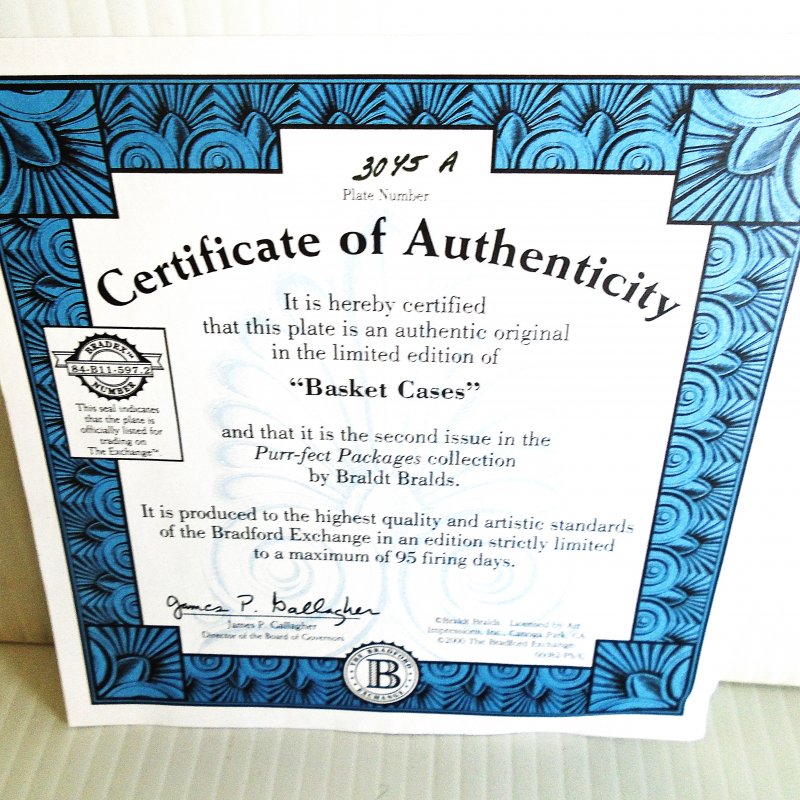 3045 A
Plate Number
Certificate of Authenticity
It is hereby certified
that this plate is an authentic original
in the limited edition of
“Basket Cases”
BRADEX™
84-B11-597.2
NUMBER
This seal indicates
that the plate is
officially listed for
trading on
The Exchange™.
and that it is the second issue in the
Purr-fect Packages collection
by Braldt Bralds.
It is produced to the highest quality and artistic standards
of the Bradford Exchange in an edition strictly limited
to a maximum of 95 firing days.
James P. Gallagher
James P. Gallagher
Director of the Board of Governors
©Braldt Bralds. Licensed by Art
Impressions, Inc., Canoga Park, CA
©2000 The Bradford Exchange
THE BRADFORD
B
EXCHANGE